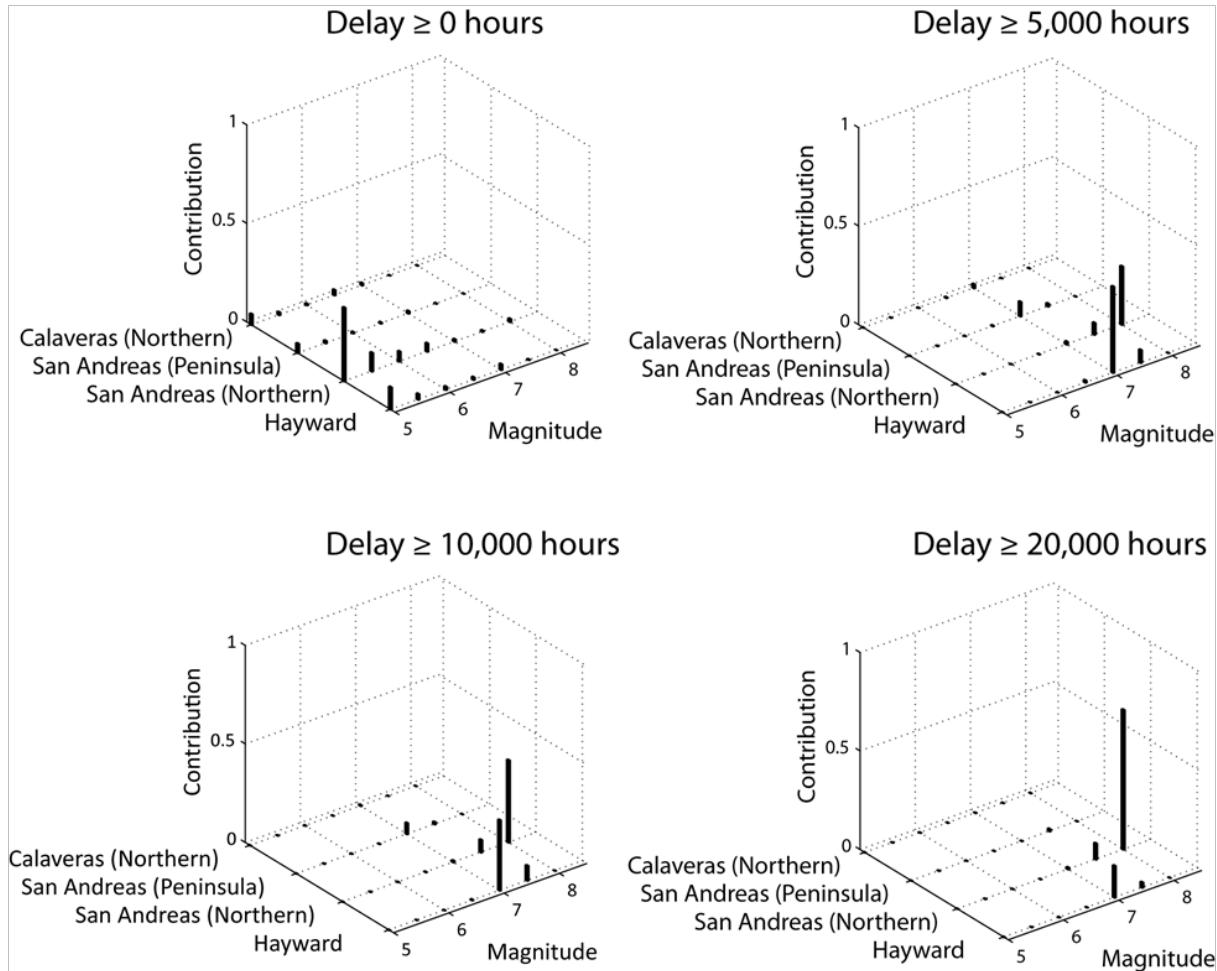 Delay ≥ 0 hours
1
0.5
0
Contribution
Calaveras (Northern)
San Andreas (Peninsula)
San Andreas (Northern)
Hayward
5
6
7
8
Magnitude
Delay ≥ 5,000 hours
1
0.5
0
Contribution
Calaveras (Northern)
San Andreas (Peninsula)
San Andreas (Northern)
Hayward
5
6
7
8
Magnitude
Delay ≥ 10,000 hours
1
0.5
0
Contribution
Calaveras (Northern)
San Andreas (Peninsula)
San Andreas (Northern)
Hayward
5
6
7
8
Magnitude
Delay ≥ 20,000 hours
1
0.5
0
Contribution
Calaveras (Northern)
San Andreas (Peninsula)
San Andreas (Northern)
Hayward
5
6
7
8
Magnitude